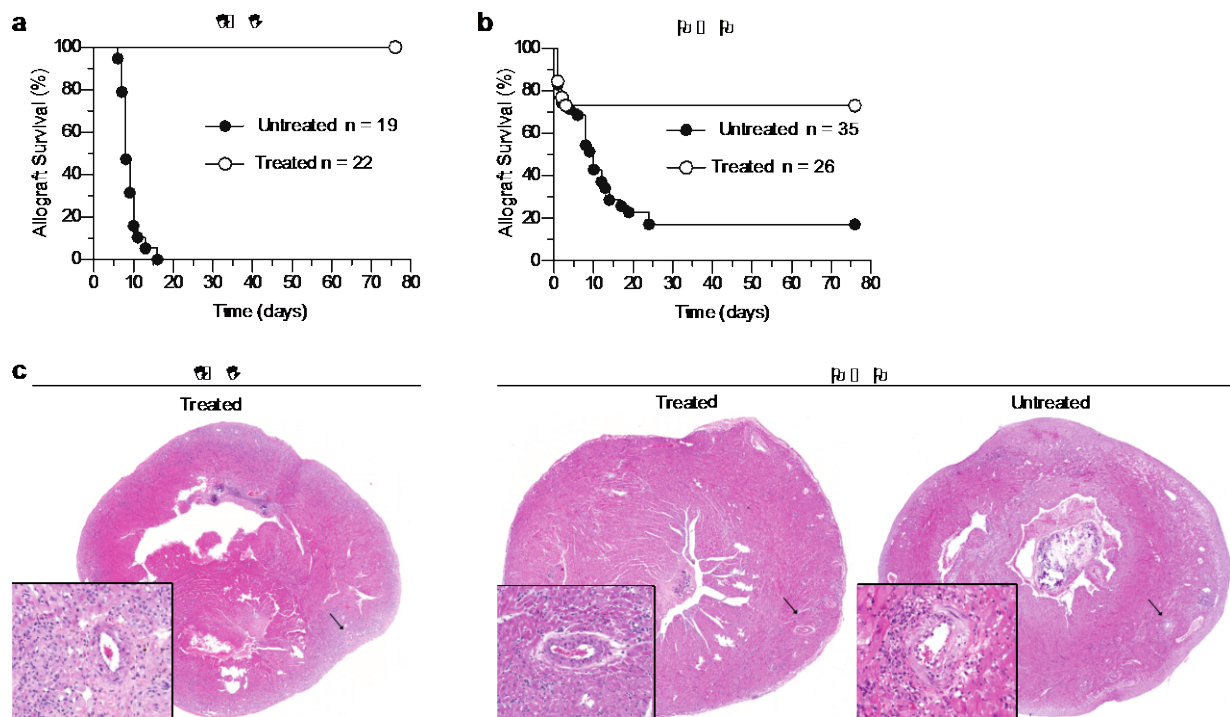 a
100
80
60
40
20
0
Allograft Survival (%)
Untreated n = 19
Treated n = 22
0 10 20 30 40 50 60 70 80
Time (days)
b
100
80
60
40
20
0
Allograft Survival (%)
Untreated n = 35
Treated n = 26
0 10 20 30 40 50 60 70 80
Time (days)
c
Treated
Treated
Untreated